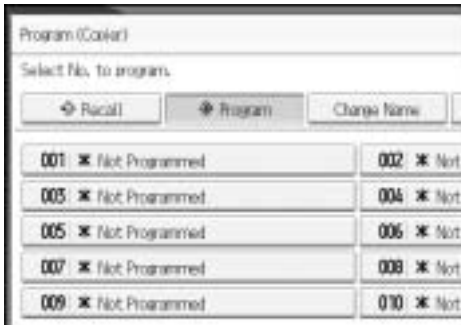 Program (Copier)
Select No. to program.
Recall Program Change Name
001 * Not Programmed 002 * Not
003 * Not Programmed 004 * Not
005 * Not Programmed 006 * Not
007 * Not Programmed 008 * Not
009 * Not Programmed 010 * Not